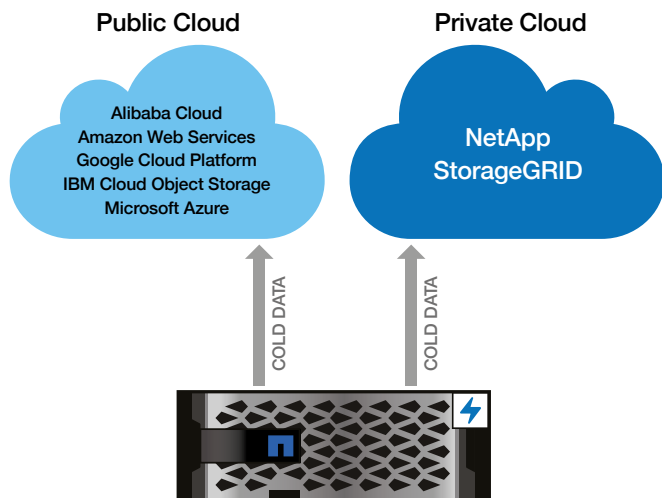 Public Cloud
Private Cloud
Alibaba Cloud
Amazon Web Services
Google Cloud Platform
IBM Cloud Object Storage
Microsoft Azure
NetApp
StorageGRID
COLD DATA
COLD DATA